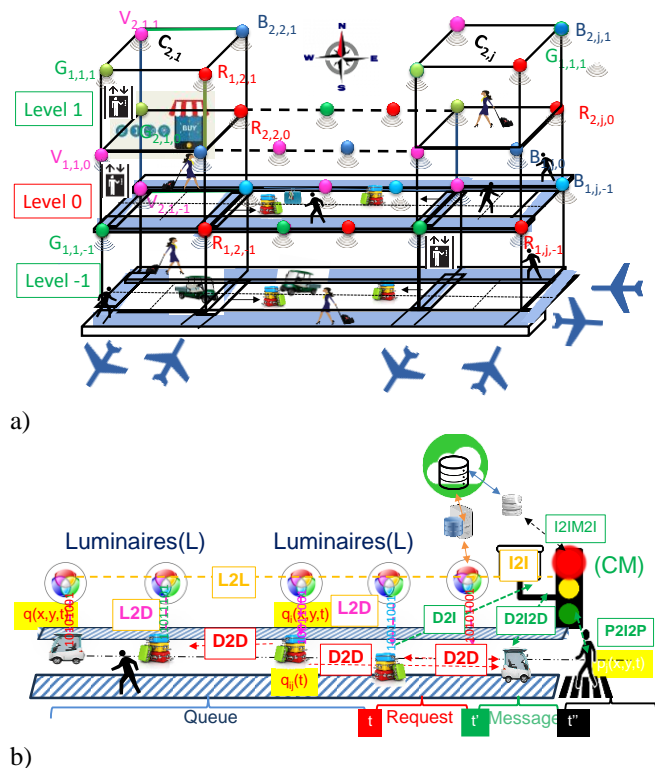 V2,1,1
B2,2,1
N
W E
S
C2,1
C2,j
B2,j,1
G1,1,1
R1,2,1
G1,1,1
Level 1
BUY
R2,2,0
R2,j,0
V1,1,0
Level 0
V2,1,-1
B1,j,-1
G1,1,-1
R1,2,-1
R1,j,-1
Level -1
a)
I2IM2I
Luminaires(L)
Luminaires(L)
I2I
(CM)
L2L
L2D
L2D
D2I
D2I2D
P2I2P
q(x,y,t)
qi(x,y,t)
D2D
D2D
D2D
qij(t)
Queue
t
Request
t'
Message
t"
b)